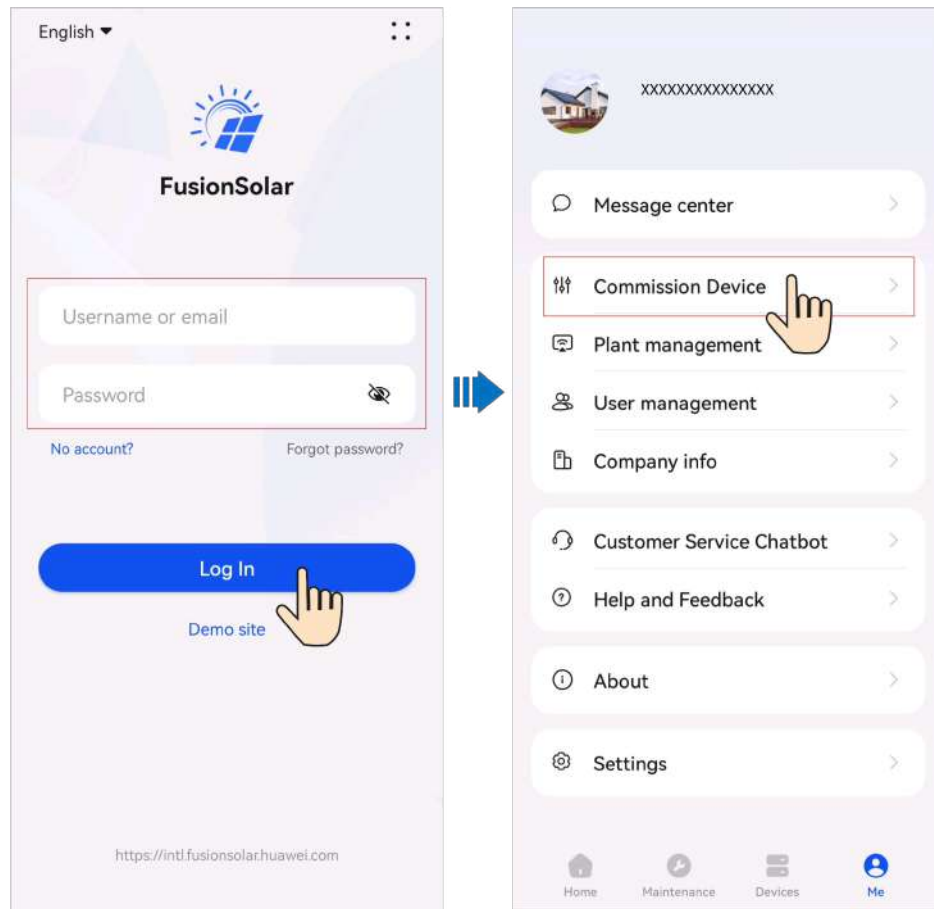 English
FusionSolar
Username or email
Password
No account? Forgot password?
Log In
Demo site
https://intl.fusionsolar.huawei.com
xxxxxxxxxxxxxxx
Message center
Commission Device
Plant management
User management
Company info
Customer Service Chatbot
Help and Feedback
About
Settings
Home Maintenance Devices Me